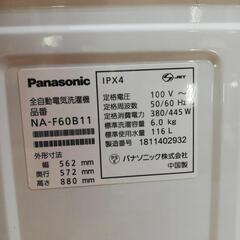 Panasonic
全自動電気洗濯機
品番
NA-F60B11
外形寸法
幅 562 mm
奥行 572 mm
高さ 880 mm
IPX4
JET
定格電圧 100 V～
定格周波数 50/60 Hz
定格消費電力 380/445 W
標準洗濯容量 6.0 kg
標準使用水量 116 L
製造番号 1811402932
パナソニック株式会社
中国製